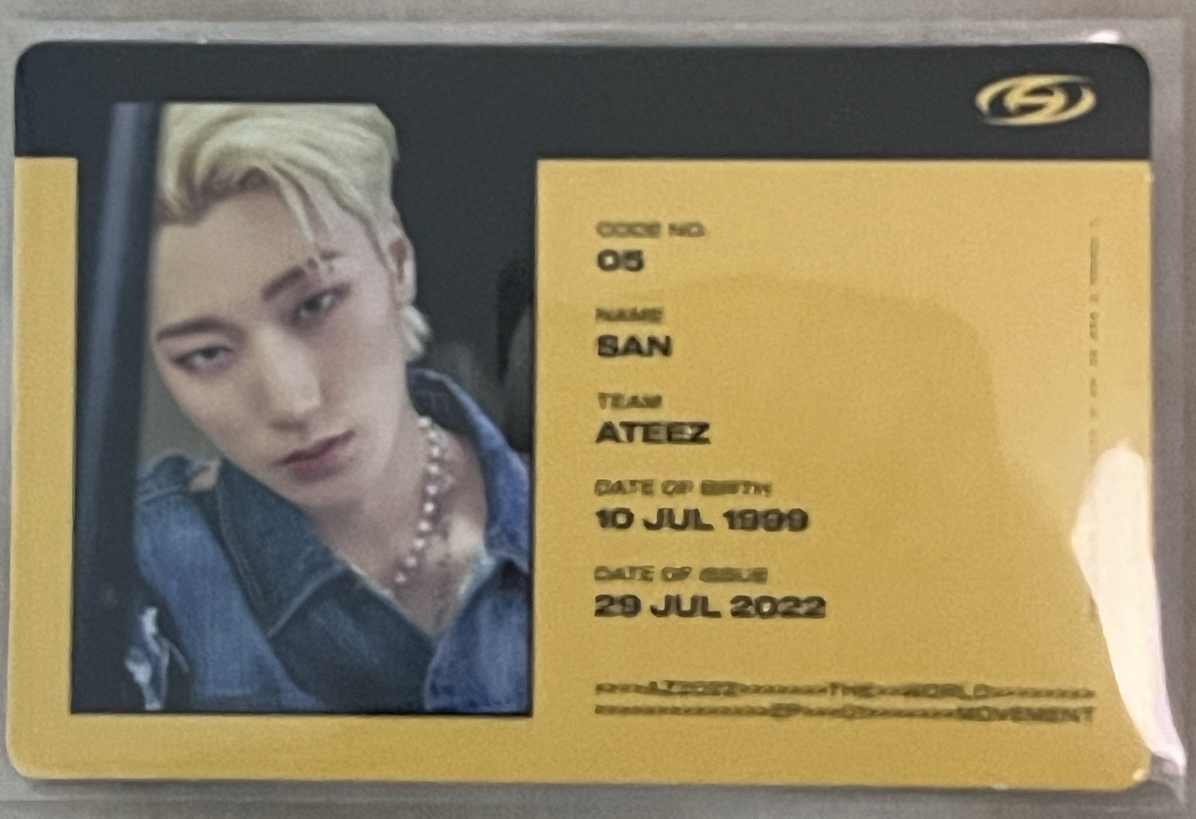 CODE NO.
05
NAME
SAN
TEAM
ATEEZ
DATE OF BIRTH
10 JUL 1999
DATE OF ISSUE
29 JUL 2022
THE WORLD
EP MOVEMENT